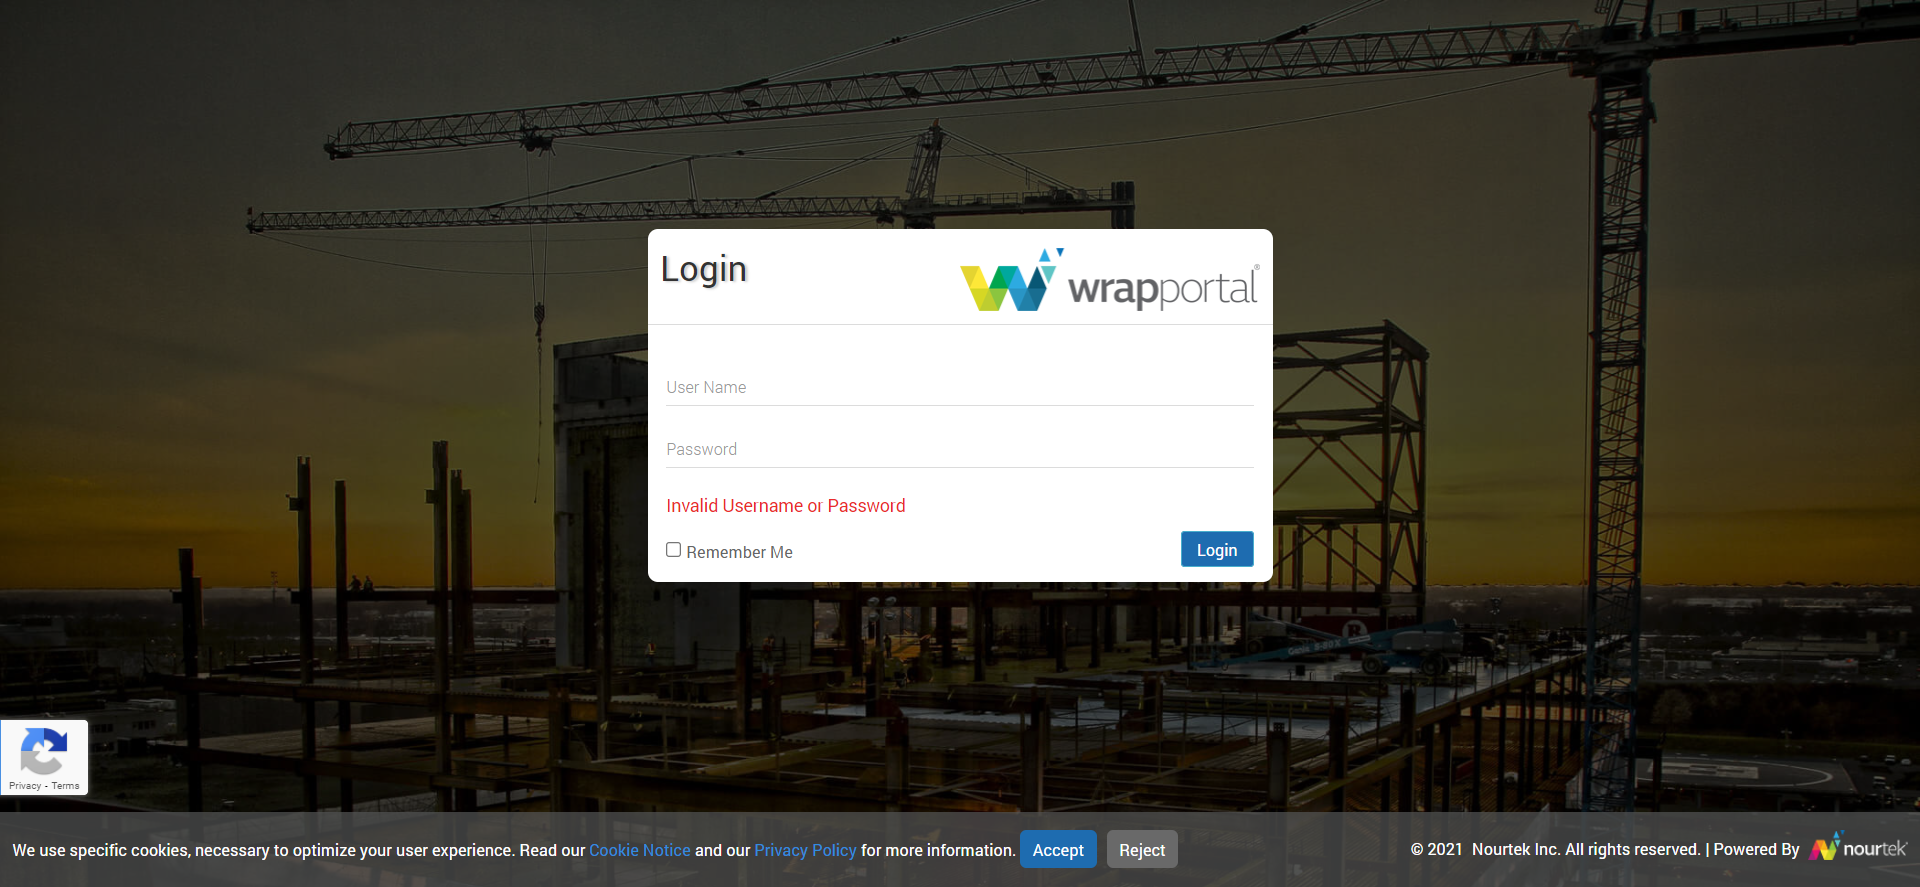 Login
wrapportal®
User Name
Password
Invalid Username or Password
Remember Me
Login
Genie S-80X
Privacy - Terms
We use specific cookies, necessary to optimize your user experience. Read our Cookie Notice and our Privacy Policy for more information. Accept Reject
© 2021 Nourtek Inc. All rights reserved. | Powered By nourtek